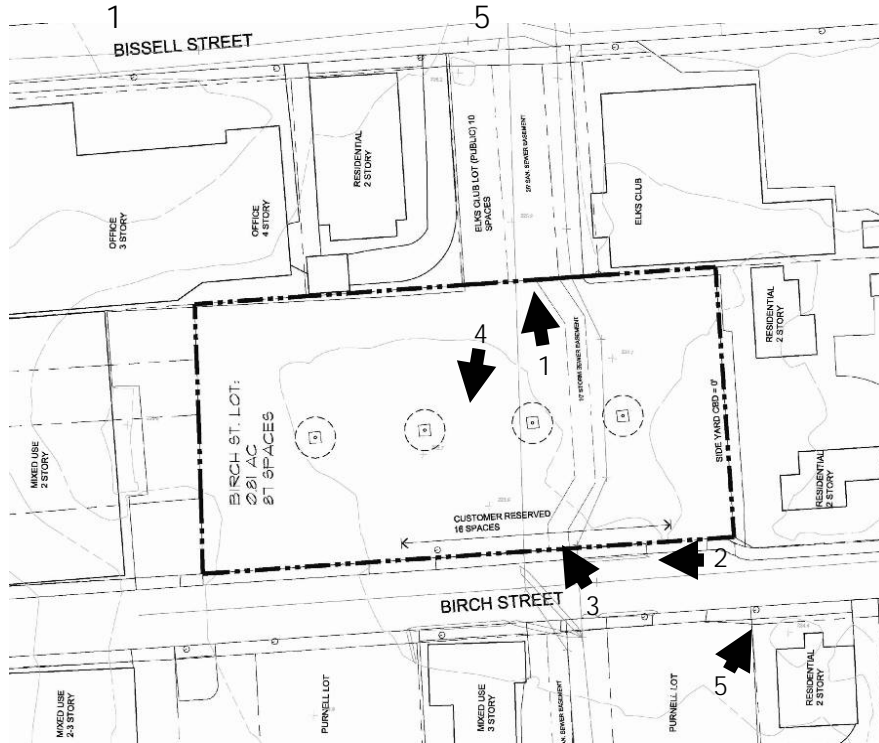 1
5
BISSELL STREET
RESIDENTIAL
2 STORY
ELKS CLUB LOT (PUBLIC) 10
SPACES
20' SAN. SEWER EASEMENT
ELKS CLUB
OFFICE
3 STORY
OFFICE
4 STORY
RESIDENTIAL
2 STORY
4
1
10' STORM SEWER EASEMENT
MIXED USE
2 STORY
BIRCH ST. LOT:
0.81 AC
87 SPACES
SIDE YARD CBD = 0'
RESIDENTIAL
2 STORY
CUSTOMER RESERVED
16 SPACES
2
BIRCH STREET
3
5
MIXED USE
2-3 STORY
PURNELL LOT
MIXED USE
3 STORY
SAN. SEWER EASEMENT
PURNELL LOT
RESIDENTIAL
2 STORY